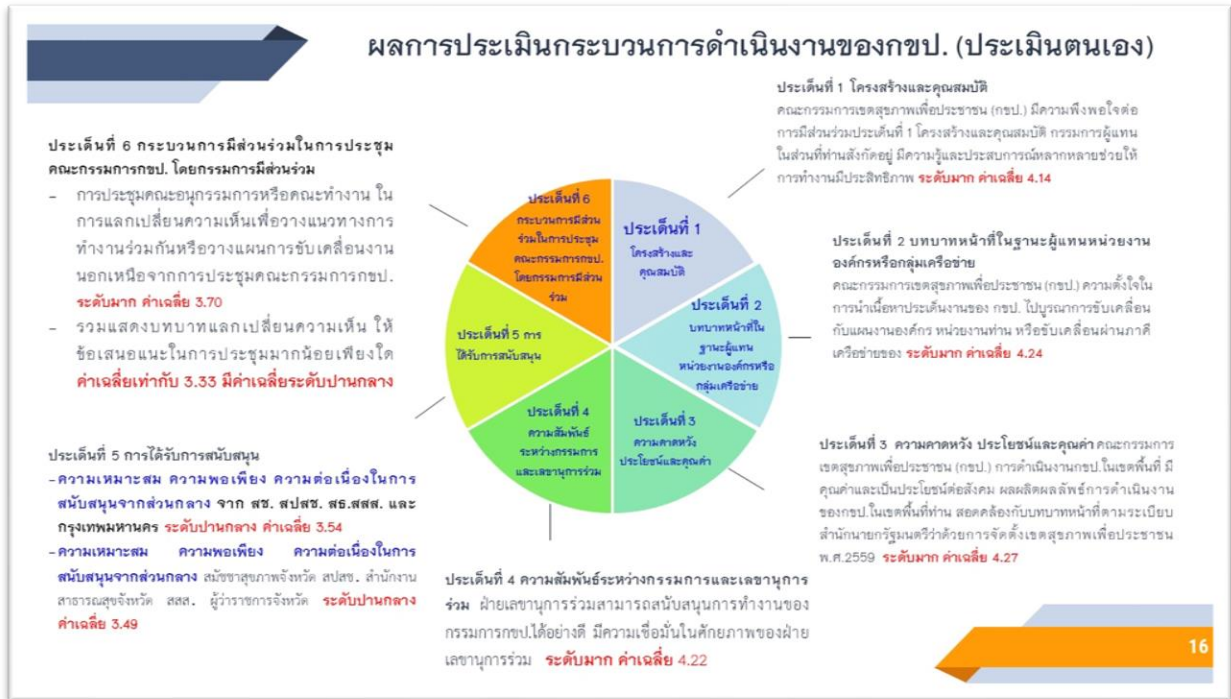 ผลการประเมินกระบวนการดำเนินงานของกขป. (ประเมินตนเอง)
ประเด็นที่ 1 โครงสร้างและคุณสมบัติ
คณะกรรมการเขตสุขภาพเพื่อประชาชน (กขป.) มีความพึงพอใจต่อ
การมีส่วนร่วมประเด็นที่ 1 โครงสร้างและคุณสมบัติ กรรมการผู้แทน
ในส่วนที่ท่านสังกัดอยู่ มีความรู้และประสบการณ์หลากหลายช่วยให้
การทำงานมีประสิทธิภาพ ระดับมาก ค่าเฉลี่ย 4.14
ประเด็นที่ 2 บทบาทหน้าที่ในฐานะผู้แทนหน่วยงาน
องค์กรหรือกลุ่มเครือข่าย
คณะกรรมการเขตสุขภาพเพื่อประชาชน (กขป.) ความตั้งใจใน
การนำเนื้อหาประเด็นงานของ กขป. ไปบูรณาการขับเคลื่อน
กับแผนงานองค์กร หน่วยงานท่าน หรือขับเคลื่อนผ่านภาคี
เครือข่ายของ ระดับมาก ค่าเฉลี่ย 4.24
ประเด็นที่ 3 ความคาดหวัง ประโยชน์และคุณค่า คณะกรรมการ
เขตสุขภาพเพื่อประชาชน (กขป.) การดำเนินงานกขป.ในเขตพื้นที่ มี
คุณค่าและเป็นประโยชน์ต่อสังคม ผลผลิตผลลัพธ์การดำเนินงาน
ของกขป.ในเขตพื้นที่ท่าน สอดคล้องกับบทบาทหน้าที่ตามระเบียบ
สำนักนายกรัฐมนตรีว่าด้วยการจัดตั้งเขตสุขภาพเพื่อประชาชน
พ.ศ.2559 ระดับมาก ค่าเฉลี่ย 4.27
ประเด็นที่ 4 ความสัมพันธ์ระหว่างกรรมการและเลขานุการ
ร่วม ฝ่ายเลขานุการร่วมสามารถสนับสนุนการทำงานของ
กรรมการกขป.ได้อย่างดี มีความเชื่อมั่นในศักยภาพของฝ่าย
เลขานุการร่วม ระดับมาก ค่าเฉลี่ย 4.22
ประเด็นที่ 5 การได้รับการสนับสนุน
-ความเหมาะสม ความพอเพียง ความต่อเนื่องในการ
สนับสนุนจากส่วนกลาง จาก สช. สปสช. สธ.สสส. และ
กรุงเทพมหานคร ระดับปานกลาง ค่าเฉลี่ย 3.54
-ความเหมาะสม ความพอเพียง ความต่อเนื่องในการ
สนับสนุนจากส่วนกลาง สมัชชาสุขภาพจังหวัด สปสช. สำนักงาน
สาธารณสุขจังหวัด สสส. ผู้ว่าราชการจังหวัด ระดับปานกลาง
ค่าเฉลี่ย 3.49
ประเด็นที่ 6 กระบวนการมีส่วนร่วมในการประชุม
คณะกรรมการกขป. โดยกรรมการมีส่วนร่วม
- การประชุมคณะอนุกรรมการหรือคณะทำงาน ใน
การแลกเปลี่ยนความเห็นเพื่อวางแนวทางการ
ทำงานร่วมกันหรือวางแผนการขับเคลื่อนงาน
นอกเหนือจากการประชุมคณะกรรมการกขป.
ระดับมาก ค่าเฉลี่ย 3.70
- รวมแสดงบทบาทแลกเปลี่ยนความเห็น ให้
ข้อเสนอแนะในการประชุมมากน้อยเพียงใด
ค่าเฉลี่ยเท่ากับ 3.33 มีค่าเฉลี่ยระดับปานกลาง
ประเด็นที่ 1
โครงสร้างและ
คุณสมบัติ
ประเด็นที่ 2
บทบาทหน้าที่ใน
ฐานะผู้แทน
หน่วยงานองค์กรหรือ
กลุ่มเครือข่าย
ประเด็นที่ 3
ความคาดหวัง
ประโยชน์และคุณค่า
ประเด็นที่ 4
ความสัมพันธ์
ระหว่างกรรมการ
และเลขานุการร่วม
ประเด็นที่ 5 การ
ได้รับการสนับสนุน
ประเด็นที่ 6
กระบวนการมีส่วน
ร่วมในการประชุม
คณะกรรมการกขป.
โดยกรรมการมีส่วน
ร่วม
16